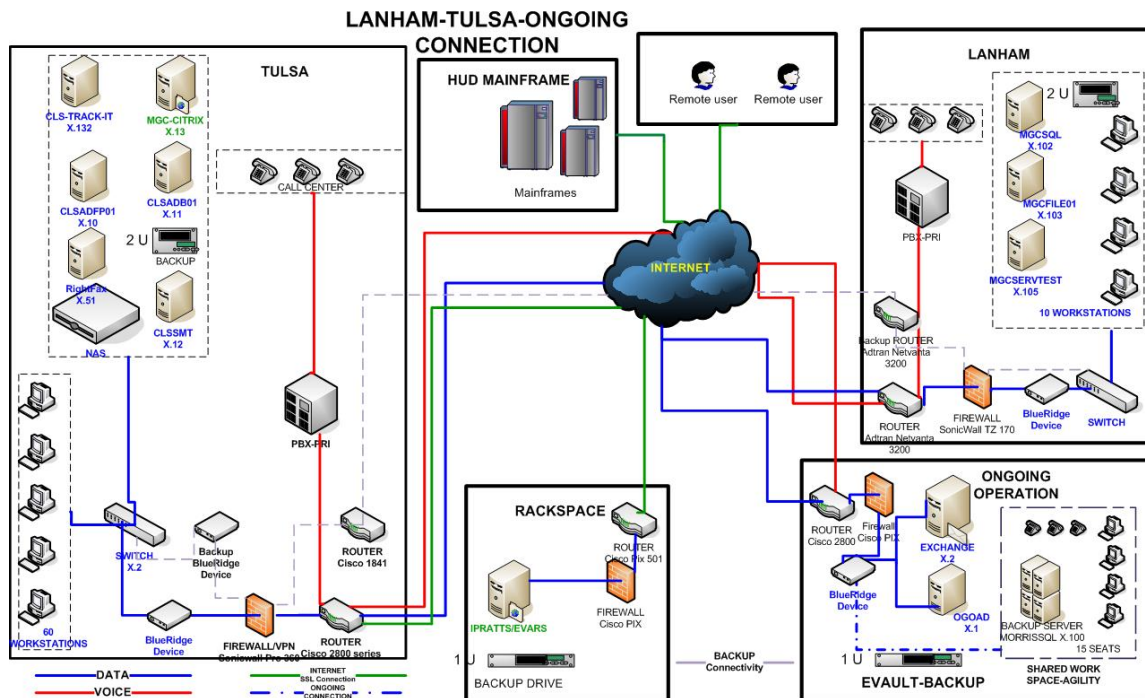 LANHAM-TULSA-ONGOING
CONNECTION
TULSA
CLS-TRACK-IT
X.132
MGC-CITRIX
X.13
CLSADFP01
X.10
CLSADB01
X.11
2 U
BACKUP
RightFax
X.51
CLSSMT
X.12
NAS
CALL CENTER
PBX-PRI
SWITCH
X.2
Backup
BlueRidge
Device
ROUTER
Cisco 1841
60
WORKSTATIONS
BlueRidge
Device
FIREWALL/VPN
ROUTER
Cisco 2800 series
HUD MAINFRAME
Mainframes
Remote user
Remote user
INTERNET
LANHAM
2 U
MGCSQL
X.102
MGCFILE01
X.103
MGCSERVTEST
X.105
10 WORKSTATIONS
PBX-PRI
Backup ROUTER
Adtran Netvanta
3200
ROUTER
Adtran Netvanta
3200
FIREWALL
SonicWall TZ 170
BlueRidge
Device
SWITCH
RACKSPACE
ROUTER
Cisco Pix 501
FIREWALL
Cisco PIX
IPRATTS/EVARS
1 U
BACKUP DRIVE
ONGOING
OPERATION
ROUTER
Cisco 2800
Firewall
Cisco PIX
EXCHANGE
X.2
BlueRidge
Device
OGOAD
X.1
BACKUP SERVER
MORRISSQL X.100
15 SEATS
1 U
EVAULT-BACKUP
SHARED WORK
SPACE-AGILITY
DATA
VOICE
INTERNET
SSL Connection
ONGOING
CONNECTION
BACKUP
Connectivity